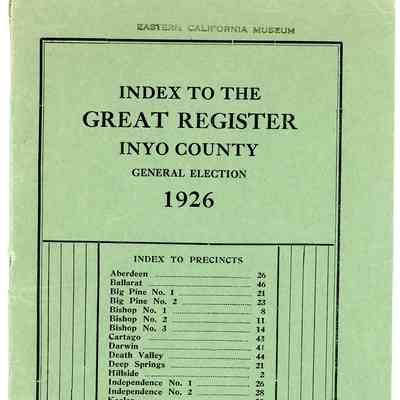 EASTERN CALIFORNIA MUSEUM
INDEX TO THE
GREAT REGISTER
INYO COUNTY
GENERAL ELECTION
1926
INDEX TO PRECINCTS
Aberdeen 26
Ballarat 46
Big Pine No. 1 21
Big Pine No. 2 23
Bishop No. 1 8
Bishop No. 2 11
Bishop No. 3 14
Cartago 43
Darwin 41
Death Valley 44
Deep Springs 21
Hillside 2
Independence No. 1 26
Independence No. 2 28